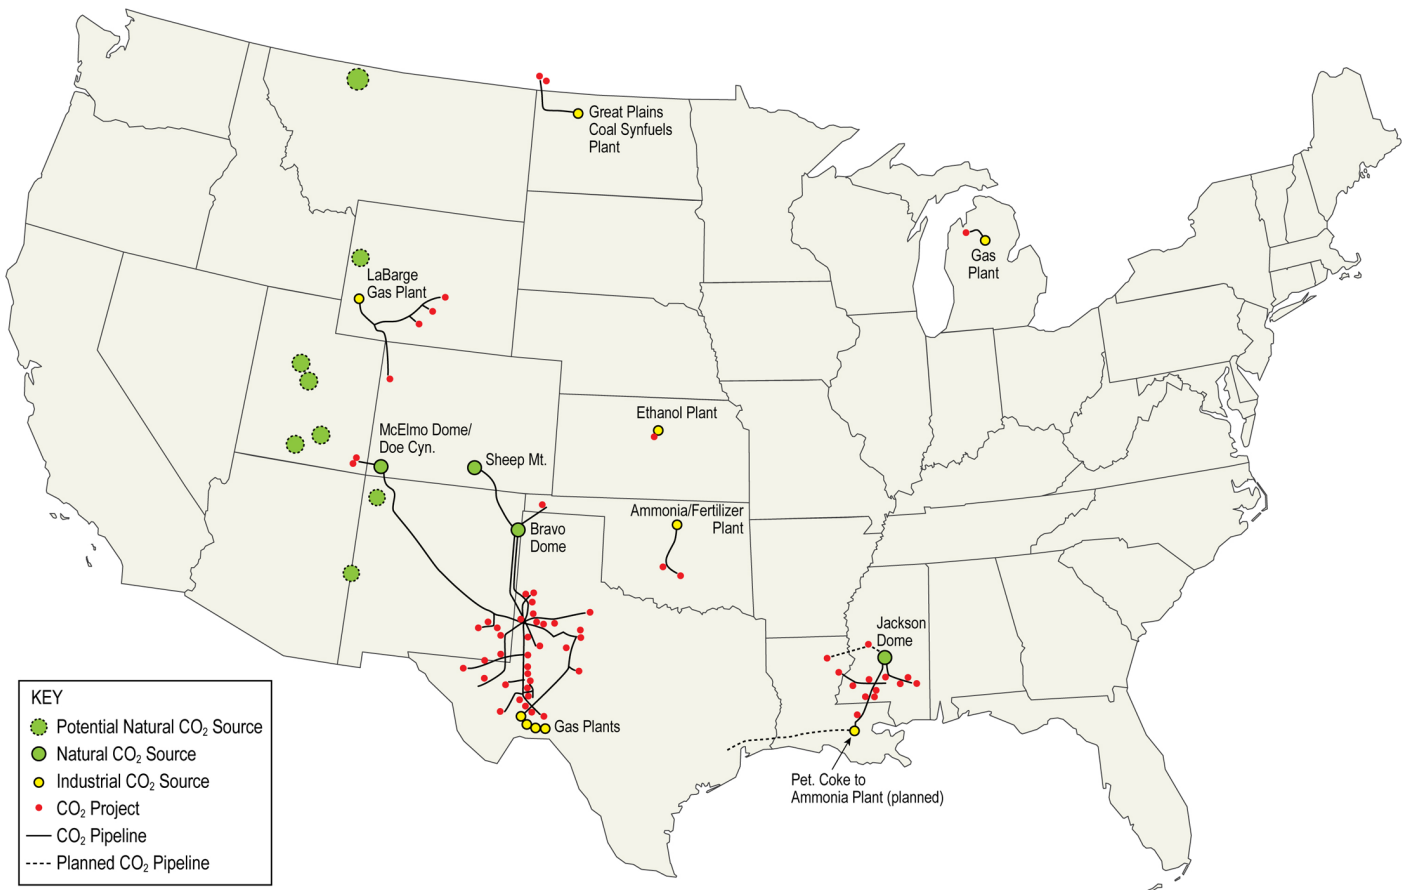 Great Plains
Coal Synfuels
Plant
Gas
Plant
LaBarge
Gas Plant
Ethanol Plant
McElmo Dome/
Doe Cyn.
Sheep Mt.
Ammonia/Fertilizer
Plant
Bravo
Dome
Jackson
Dome
Gas Plants
Pet. Coke to
Ammonia Plant (planned)
KEY
Potential Natural CO₂ Source
Natural CO₂ Source
Industrial CO₂ Source
CO₂ Project
CO₂ Pipeline
Planned CO₂ Pipeline